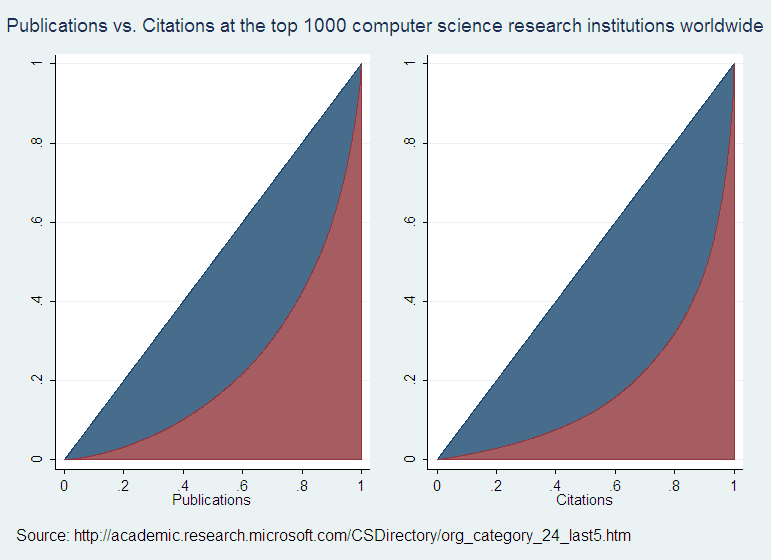 Publications vs. Citations at the top 1000 computer science research institutions worldwide
1
.8
.6
.4
.2
0
0 .2 .4 .6 .8 1
Publications
1
.8
.6
.4
.2
0
0 .2 .4 .6 .8 1
Citations
Source: http://academic.research.microsoft.com/CSDirectory/org_category_24_last5.htm